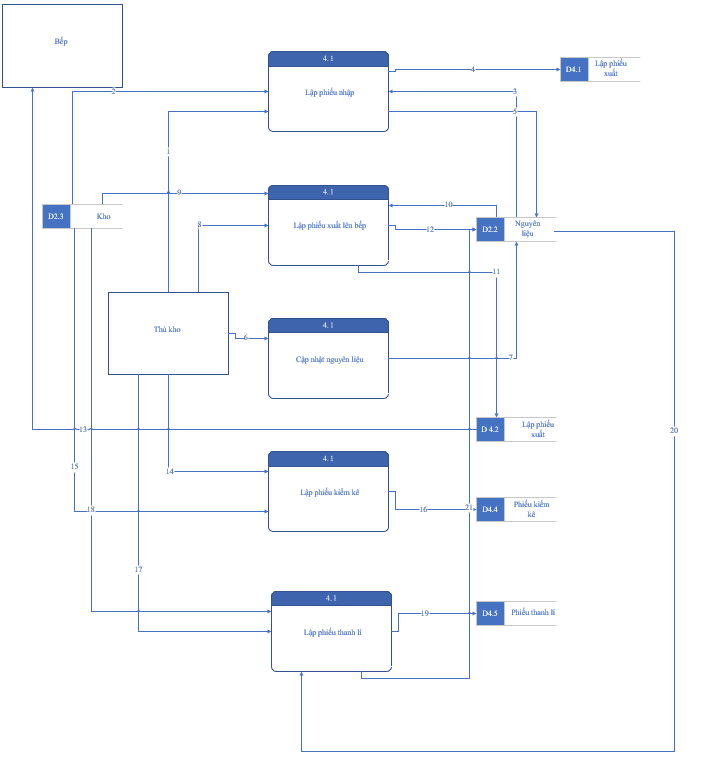 Bếp
4.1
Lập phiếu nhập
4
D4.1
Lập phiếu
xuất
2
3
5
1
4.1
Lập phiếu xuất lên bếp
9
10
D2.3
Kho
8
12
D2.2
Nguyên
liệu
11
Thủ kho
4.1
Cập nhật nguyên liệu
6
7
13
D 4.2
Lập phiếu
xuất
20
4.1
Lập phiếu kiểm kê
15
14
18
16
21
D4.4
Phiếu kiểm
kê
17
4.1
Lập phiếu thanh lí
19
D4.5
Phiếu thanh lí